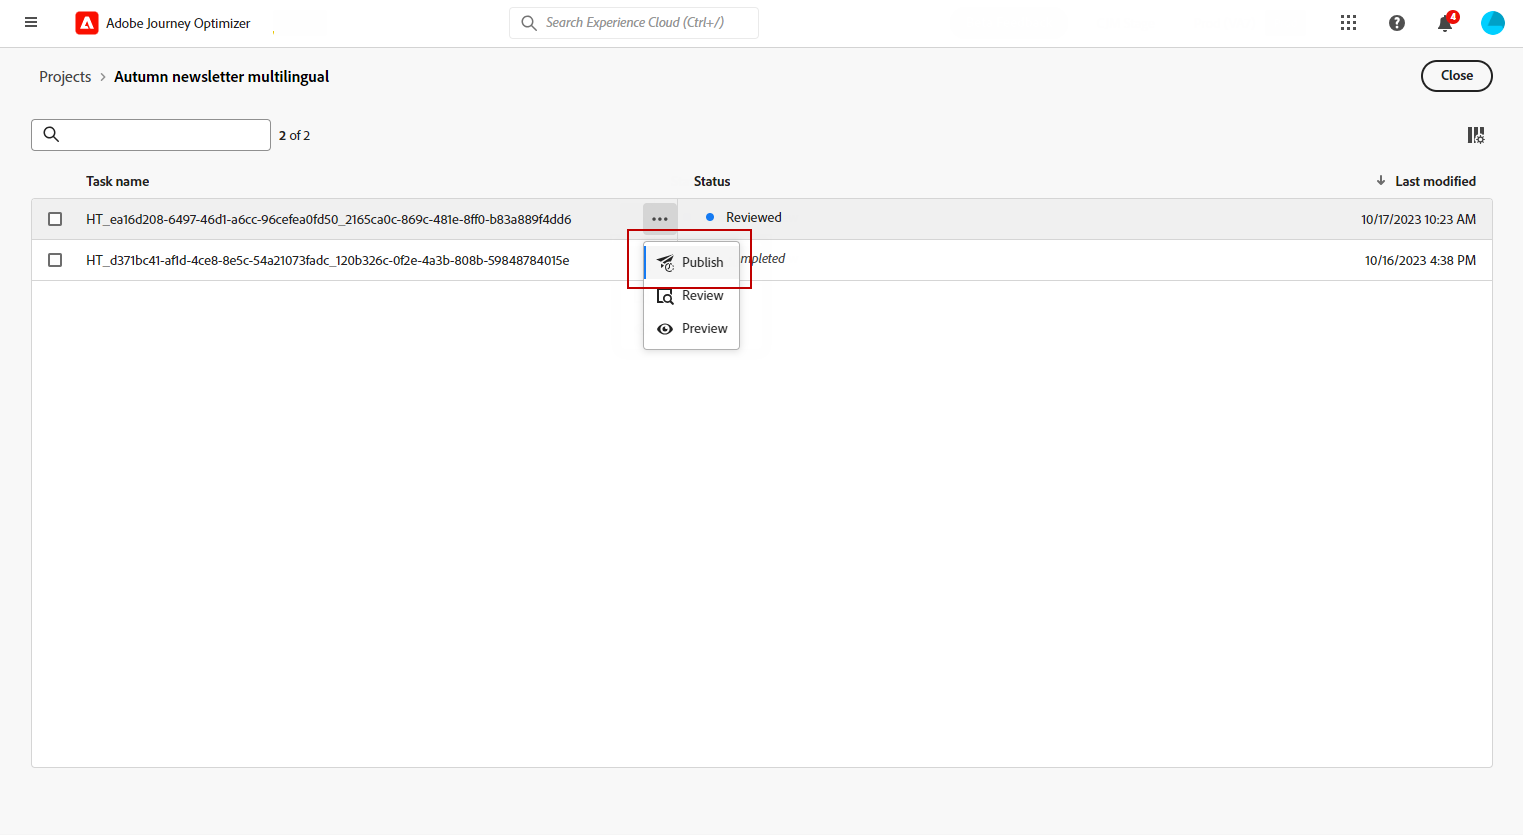 Adobe Journey Optimizer
Search Experience Cloud (Ctrl+/)
4
Projects > Autumn newsletter multilingual
Close
2 of 2
Task name Status Last modified
HT_ea16d208-6497-46d1-a6cc-96cefea0fd50_2165ca0c-869c-481e-8ff0-b83a889f4dd6 Reviewed 10/17/2023 10:23 AM
HT_d371bc41-af1d-4ce8-8e5c-54a21073fadc_120b326c-0f2e-4a3b-808b-59848784015e mpleted 10/16/2023 4:38 PM
Publish
Review
Preview